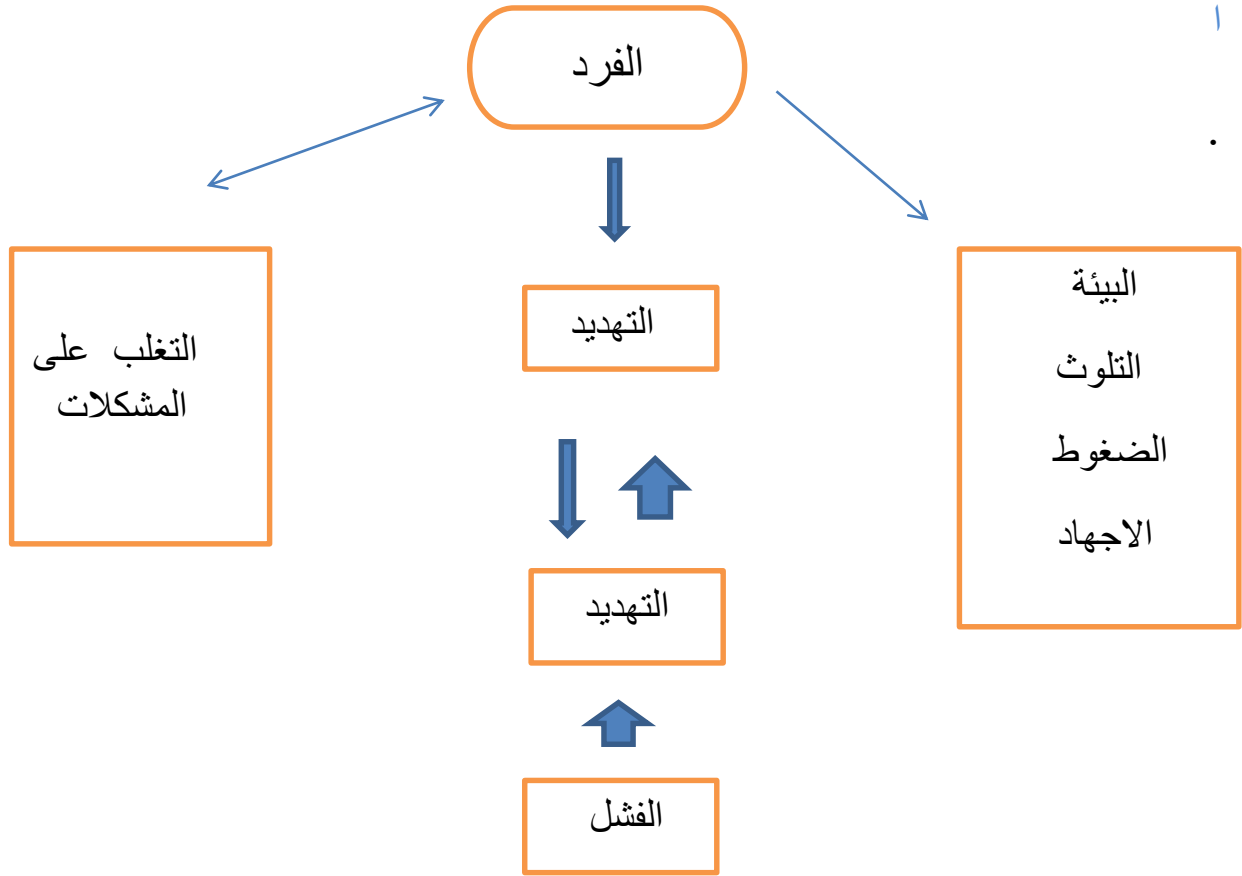 الفرد
ا
.
البيئة
التلوث
الضغوط
الاجهاد
التهديد
التغلب على
المشكلات
التهديد
الفشل